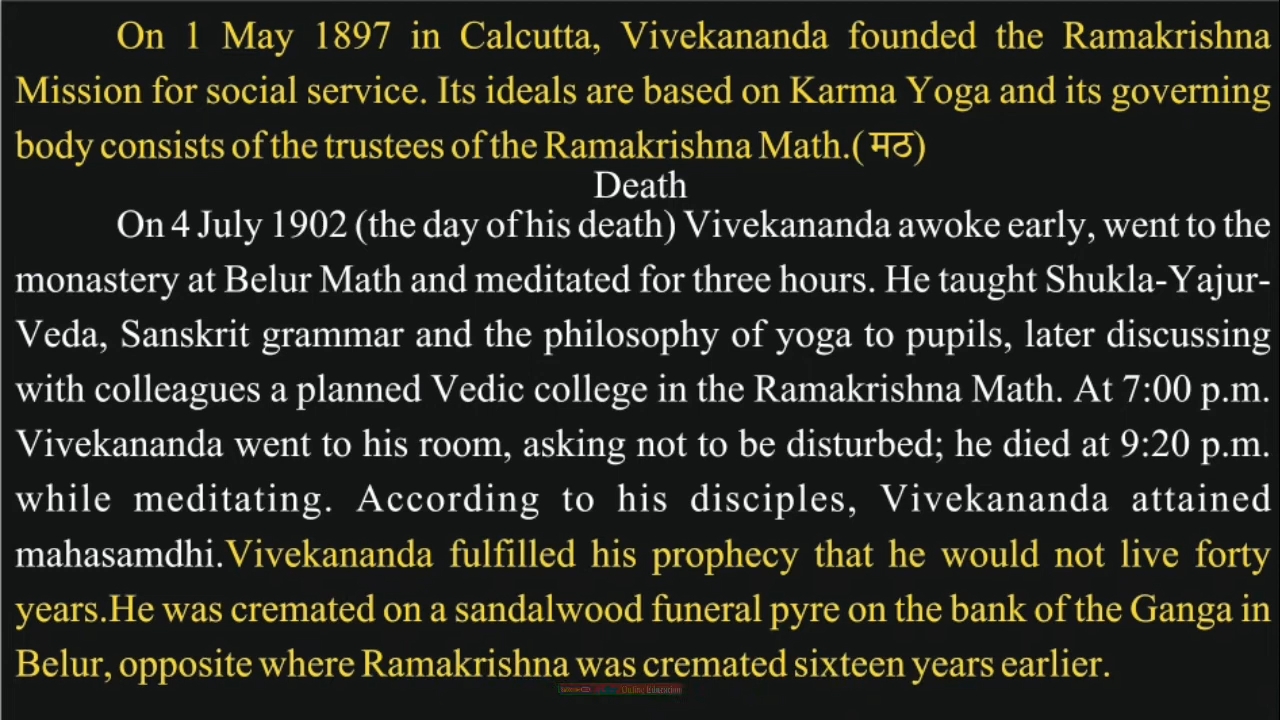 On 1 May 1897 in Calcutta, Vivekananda founded the Ramakrishna
Mission for social service. Its ideals are based on Karma Yoga and its governing
body consists of the trustees of the Ramakrishna Math.( मठ)
Death
On 4 July 1902 (the day of his death) Vivekananda awoke early, went to the
monastery at Belur Math and meditated for three hours. He taught Shukla-Yajur-
Veda, Sanskrit grammar and the philosophy of yoga to pupils, later discussing
with colleagues a planned Vedic college in the Ramakrishna Math. At 7:00 p.m.
Vivekananda went to his room, asking not to be disturbed; he died at 9:20 p.m.
while meditating. According to his disciples, Vivekananda attained
mahasamdhi.Vivekananda fulfilled his prophecy that he would not live forty
years.He was cremated on a sandalwood funeral pyre on the bank of the Ganga in
Belur, opposite where Ramakrishna was cremated sixteen years earlier.
Education